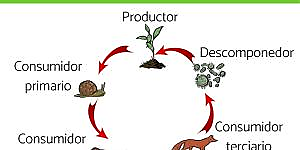 Productor
Descomponedor
Consumidor
primario
Consumidor
terciario
Consumidor